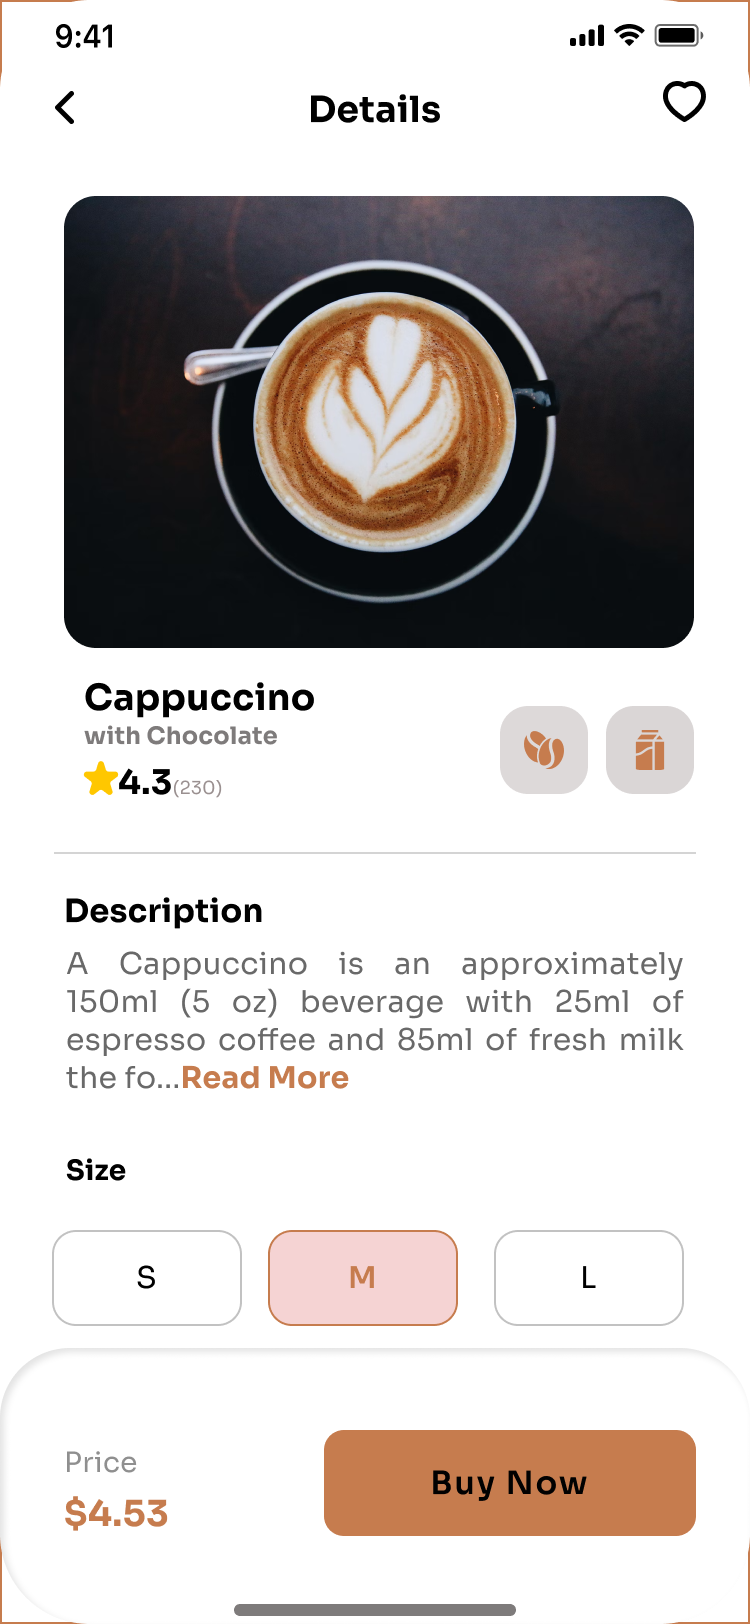 9:41
Details
Cappuccino
with Chocolate
4.3(230)
Description
A Cappuccino is an approximately
150ml (5 oz) beverage with 25ml of
espresso coffee and 85ml of fresh milk
the fo...Read More
Size
S M L
Price
$4.53
Buy Now